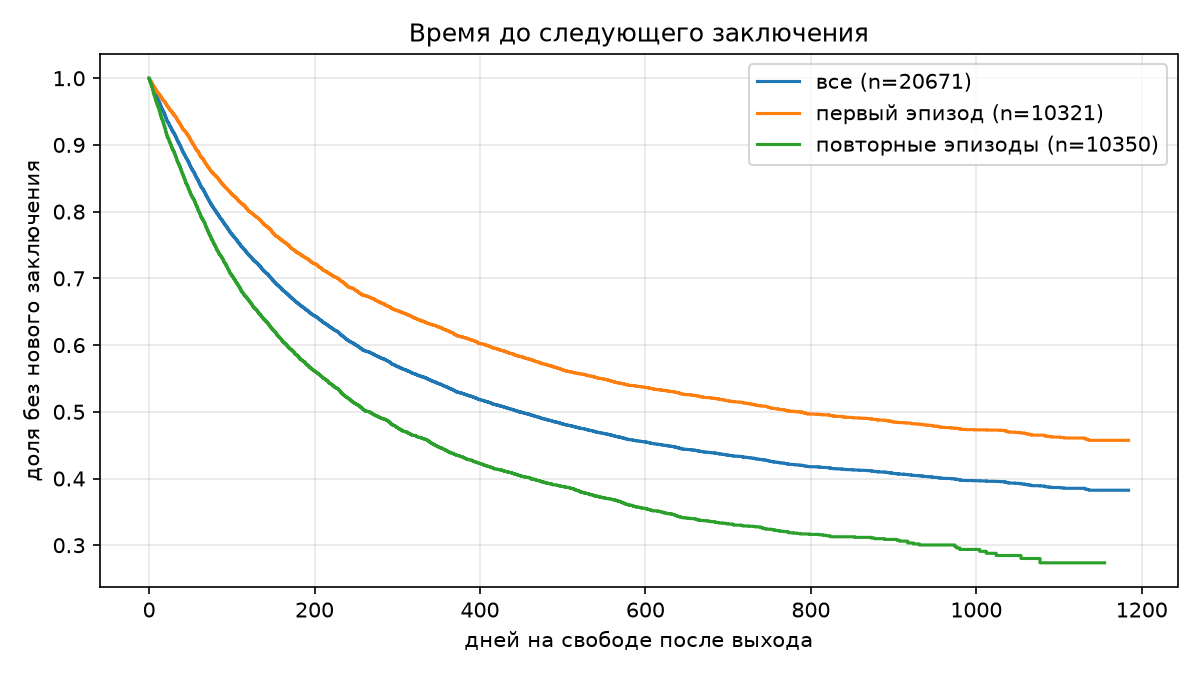 Время до следующего заключения
все (n=20671)
первый эпизод (n=10321)
повторные эпизоды (n=10350)
доля без нового заключения
1.0
0.9
0.8
0.7
0.6
0.5
0.4
0.3
0
200
400
600
800
1000
1200
дней на свободе после выхода